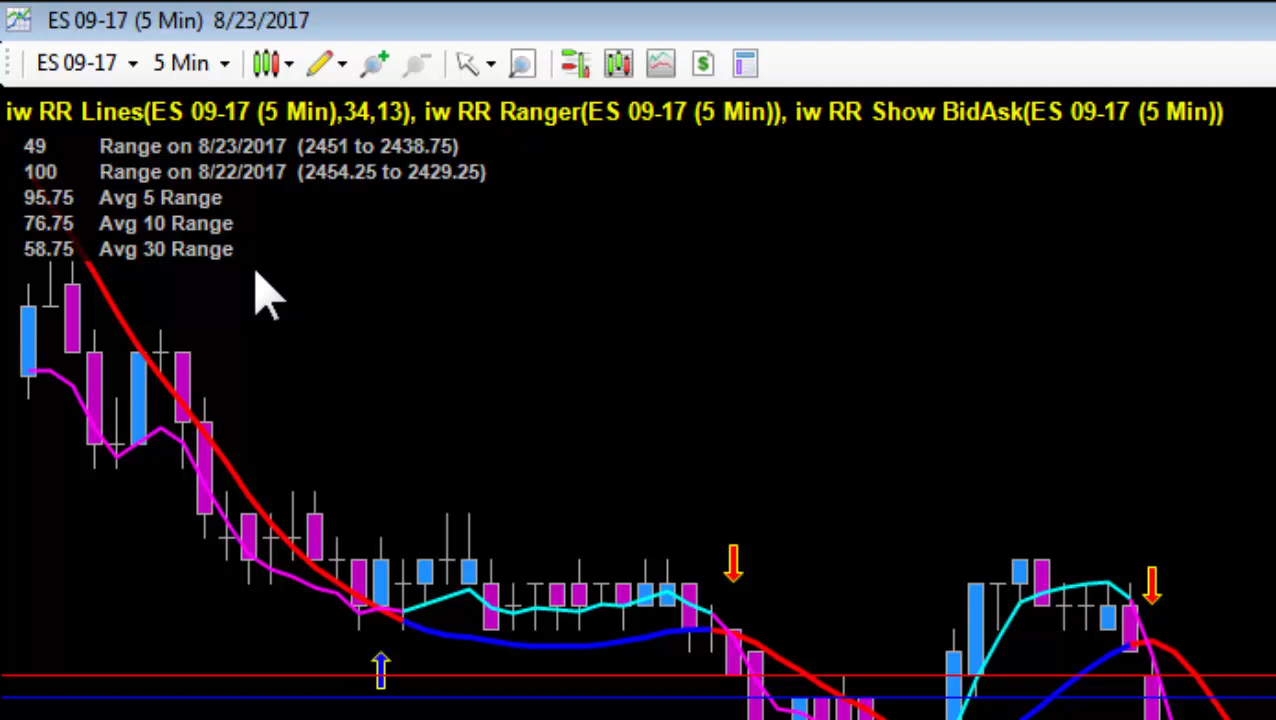 ES 09-17 (5 Min) 8/23/2017
ES 09-17 5 Min $
iw RR Lines(ES 09-17 (5 Min),34,13), iw RR Ranger(ES 09-17 (5 Min)), iw RR Show BidAsk(ES 09-17 (5 Min))
49 Range on 8/23/2017 (2451 to 2438.75)
100 Range on 8/22/2017 (2454.25 to 2429.25)
95.75 Avg 5 Range
76.75 Avg 10 Range
58.75 Avg 30 Range